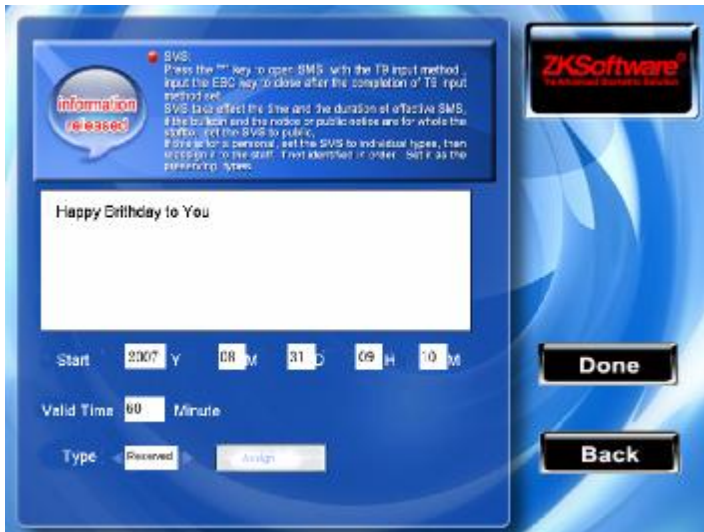 SMS:
Press the "*" key to open SMS with the T9 input method,
input the ESC key to close after the completion of T9 input
method set.
SMS take effect the time and the duration of effective SMS,
if the bulletin and the notice or public notice are for whole the
set the SMS to public,
If this is for a personal, set the SMS to individual types, then
assign it to the staff. If not identified in order. Set it as the
types.
information
released
ZKSoftware
Happy Brithday to You
Start 2007 Y 08 M 31 D 09 H 10 M
Valid Time 60 Minute
Type Reserved Assign
Done
Back